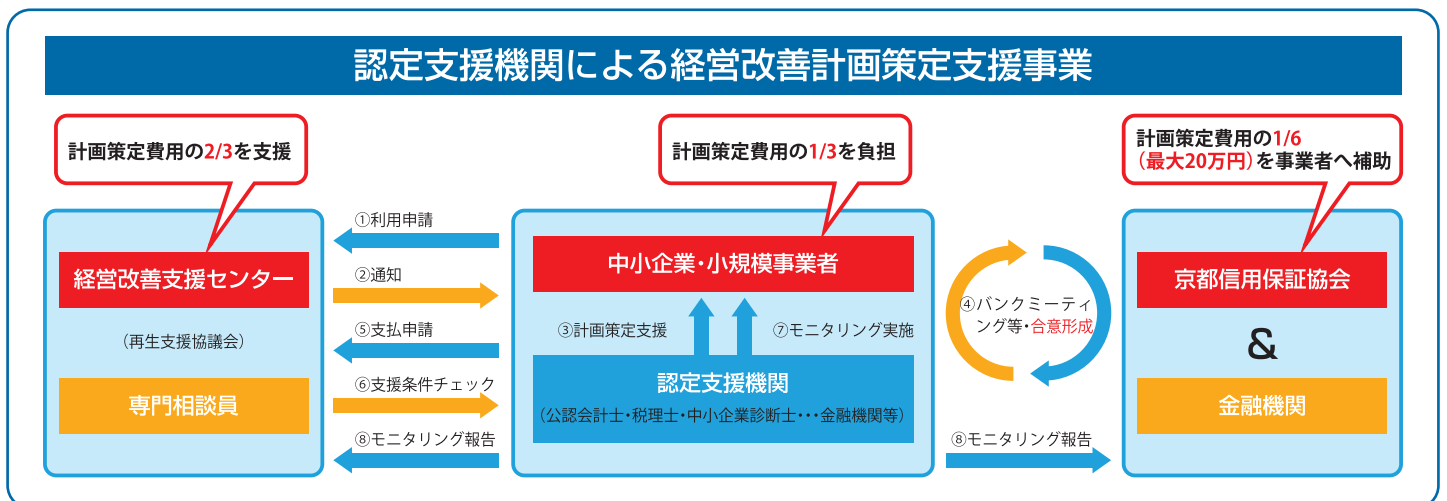 認定支援機関による経営改善計画策定支援事業
計画策定費用の2/3を支援
計画策定費用の1/3を負担
計画策定費用の1/6
（最大20万円）を事業者へ補助
経営改善支援センター
（再生支援協議会）
専門相談員
①利用申請
②通知
⑤支払申請
⑥支援条件チェック
⑧モニタリング報告
中小企業・小規模事業者
③計画策定支援
⑦モニタリング実施
認定支援機関
（公認会計士・税理士・中小企業診断士・・・金融機関等）
④バンクミーティ
ング等・合意形成
⑧モニタリング報告
京都信用保証協会
&
金融機関